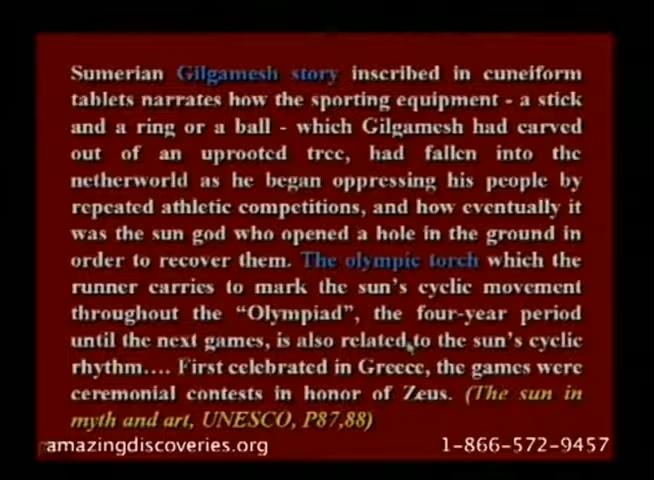 Sumerian Gilgamesh story inscribed in cuneiform
tablets narrates how the sporting equipment - a stick
and a ring or a ball - which Gilgamesh had carved
out of an uprooted tree, had fallen into the
netherworld as he began oppressing his people by
repeated athletic competitions, and how eventually it
was the sun god who opened a hole in the ground in
order to recover them. The olympic torch which the
runner carries to mark the sun's cyclic movement
throughout the “Olympiad”, the four-year period
until the next games, is also related to the sun's cyclic
rhythm.... First celebrated in Greece, the games were
ceremonial contests in honor of Zeus. (The sun in
myth and art, UNESCO, P87,88)
amazingdiscoveries.org 1-866-572-9457